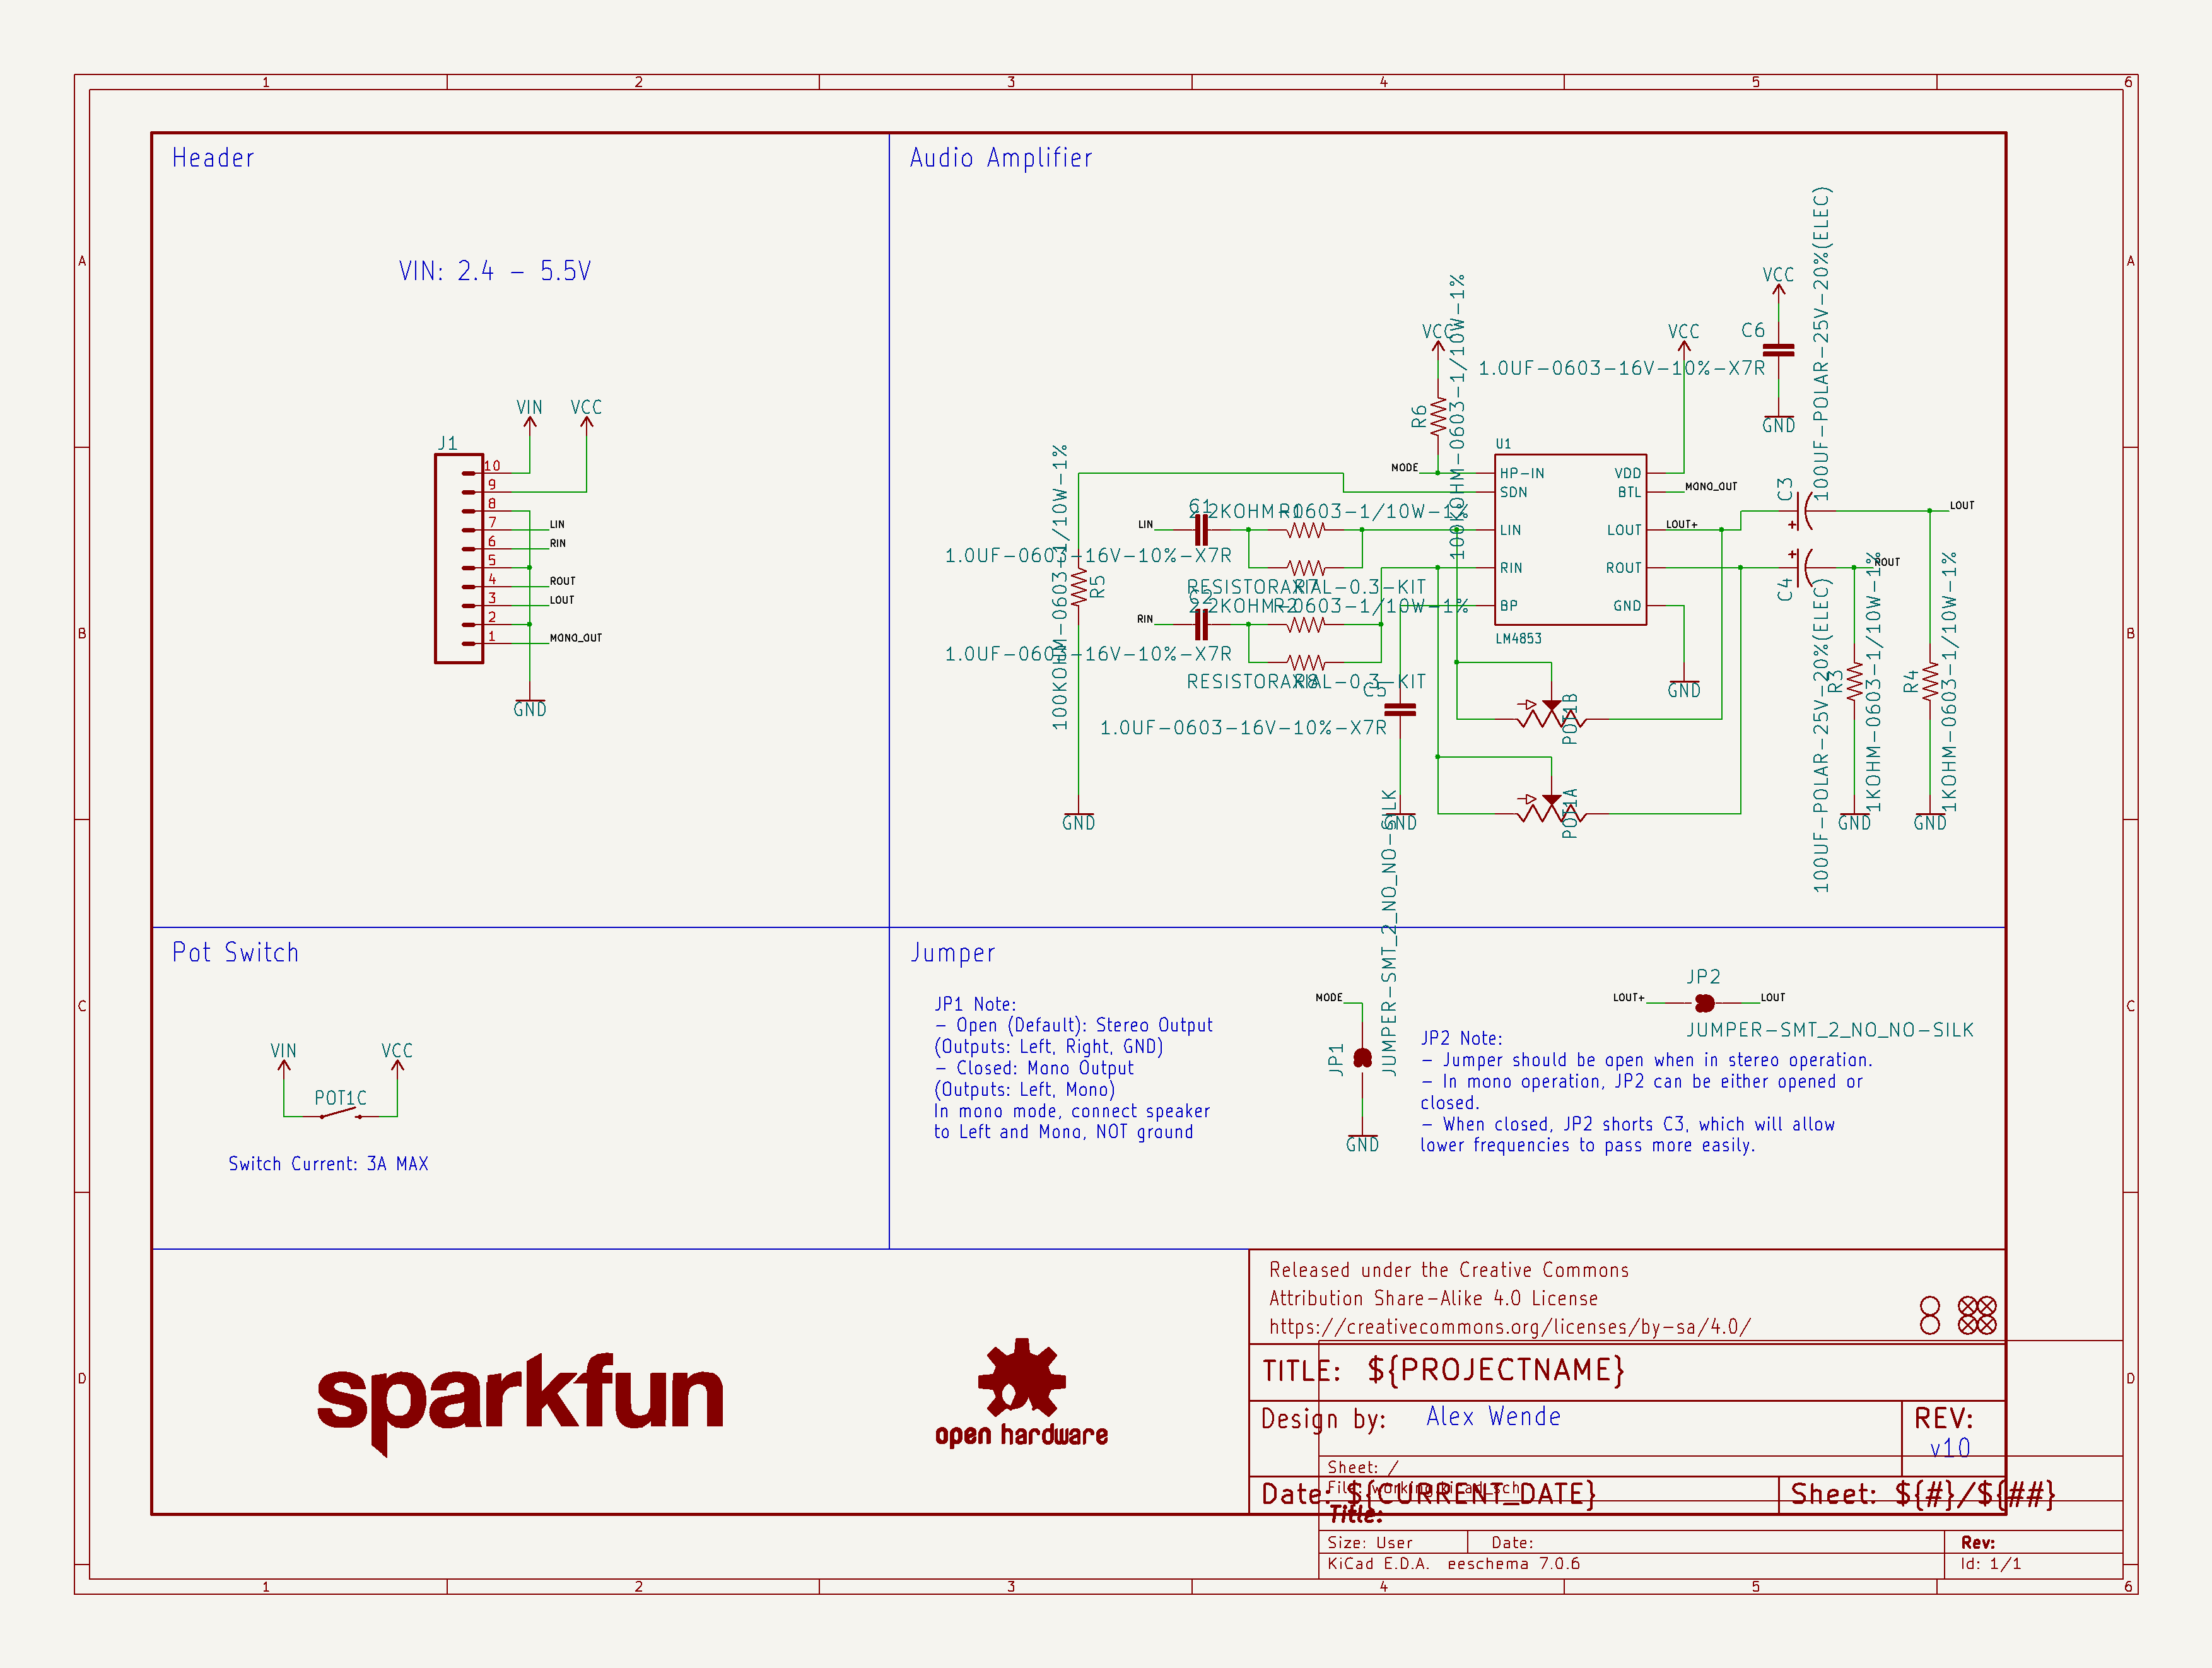 1 2 3 4 5 6
A
B
C
D
A
B
C
D
1 2 3 4 5 6
Header
VIN: 2.4 – 5.5V
VIN
VCC
J1
10
9
8
7
6
5
4
3
2
1
LIN
RIN
ROUT
LOUT
MONO_OUT
GND
Audio Amplifier
VCC
R6
100KOHM-0603-1/10W-1%
MODE
VCC
1.0UF-0603-16V-10%-X7R
VCC
C6
GND
U1
HP-IN
SDN
LIN
RIN
BP
VDD
BTL
LOUT
ROUT
GND
LM4853
MONO_OUT
LOUT+
C3
100UF-POLAR-25V-20%(ELEC)
LOUT
C4
100UF-POLAR-25V-20%(ELEC)
ROUT
R3
1KOHM-0603-1/10W-1%
GND
R4
1KOHM-0603-1/10W-1%
GND
GND
LIN
C1
1.0UF-0603-16V-10%-X7R
R1
2.2KOHM-0603-1/10W-1%
R7
RESISTORAXIAL-0.3-KIT
RIN
C2
1.0UF-0603-16V-10%-X7R
R2
2.2KOHM-0603-1/10W-1%
R8
RESISTORAXIAL-0.3-KIT
R5
100KOHM-0603-1/10W-1%
GND
C5
1.0UF-0603-16V-10%-X7R
GND
POT1B
POT1A
Pot Switch
VIN
VCC
POT1C
Switch Current: 3A MAX
Jumper
JP1 Note:
– Open (Default): Stereo Output
(Outputs: Left, Right, GND)
– Closed: Mono Output
(Outputs: Left, Mono)
In mono mode, connect speaker
to Left and Mono, NOT ground
MODE
JP1
JUMPER-SMT_2_NO_NO-SILK
GND
LOUT+
JP2
LOUT
JUMPER-SMT_2_NO_NO-SILK
JP2 Note:
– Jumper should be open when in stereo operation.
– In mono operation, JP2 can be either opened or
closed.
– When closed, JP2 shorts C3, which will allow
lower frequencies to pass more easily.
sparkfun
open hardware
Released under the Creative Commons
Attribution Share-Alike 4.0 License
https://creativecommons.org/licenses/by-sa/4.0/
TITLE: ${PROJECTNAME}
Design by: Alex Wende
REV:
v10
Date: ${CURRENT_DATE}
Sheet: ${#}/${##}
Sheet: /
File: working.kicad_sch
Title:
Size: User
Date:
Rev:
KiCad E.D.A. eeschema 7.0.6
Id: 1/1